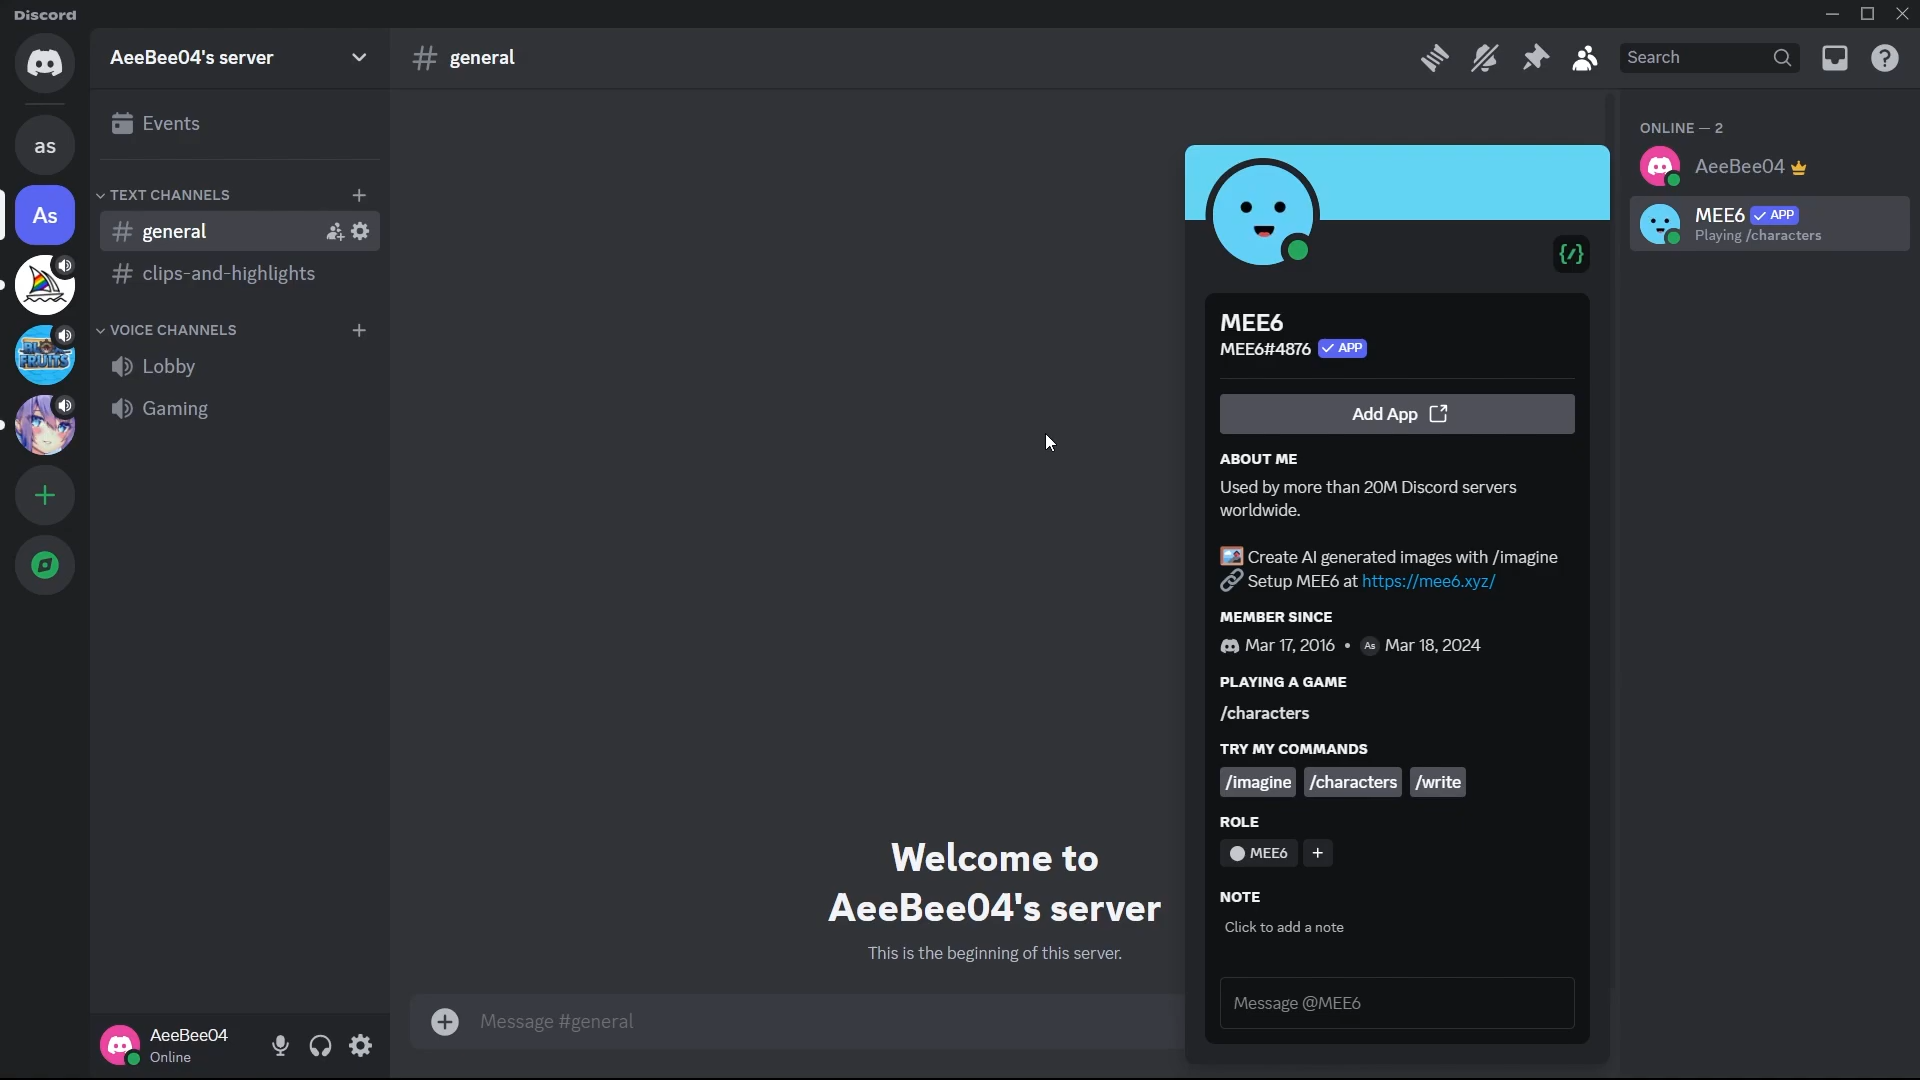 Discord
AeeBee04's server
general
Search
Events
TEXT CHANNELS
general
clips-and-highlights
VOICE CHANNELS
Lobby
Gaming
as
As
BLOX
FRUITS
AeeBee04
Online
Welcome to
AeeBee04's server
This is the beginning of this server.
Message #general
MEE6
MEE6#4876 APP
Add App
ABOUT ME
Used by more than 20M Discord servers
worldwide.
Create AI generated images with /imagine
Setup MEE6 at https://mee6.xyz/
MEMBER SINCE
Mar 17, 2016 • As Mar 18, 2024
PLAYING A GAME
/characters
TRY MY COMMANDS
/imagine /characters /write
ROLE
MEE6 +
NOTE
Click to add a note
Message @MEE6
ONLINE — 2
AeeBee04
MEE6 APP
Playing /characters